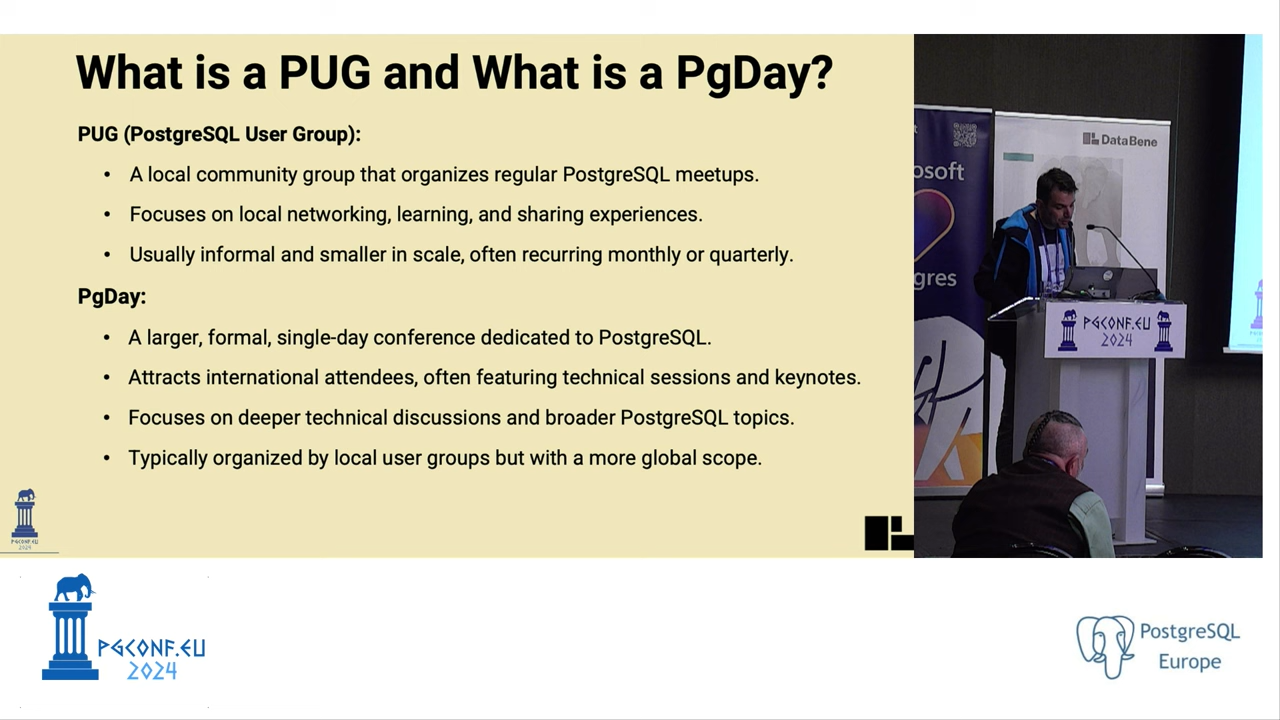 What is a PUG and What is a PgDay?
PUG (PostgreSQL User Group):
• A local community group that organizes regular PostgreSQL meetups.
• Focuses on local networking, learning, and sharing experiences.
• Usually informal and smaller in scale, often recurring monthly or quarterly.
PgDay:
• A larger, formal, single-day conference dedicated to PostgreSQL.
• Attracts international attendees, often featuring technical sessions and keynotes.
• Focuses on deeper technical discussions and broader PostgreSQL topics.
• Typically organized by local user groups but with a more global scope.
PGCONF.EU
2024
DataBene
osoft
gres
PGCONF.EU
2024
PGCONF.EU
2024
PostgreSQL
Europe